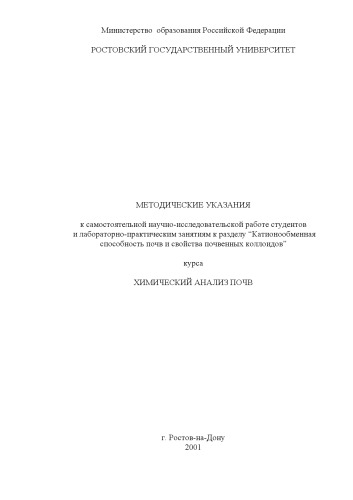 Министерство образования Российской Федерации
РОСТОВСКИЙ ГОСУДАРСТВЕННЫЙ УНИВЕРСИТЕТ
МЕТОДИЧЕСКИЕ УКАЗАНИЯ
к самостоятельной научно-исследовательской работе студентов
и лабораторно-практическим занятиям к разделу “Катионообменная
способность почв и свойства почвенных коллоидов”
курса
ХИМИЧЕСКИЙ АНАЛИЗ ПОЧВ
г. Ростов-на-Дону
2001